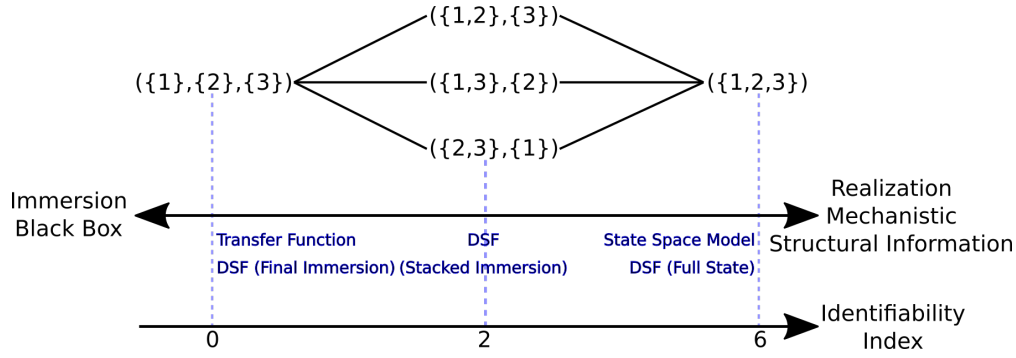 ({1,2},{3})
({1},{2},{3})
({1,3},{2})
({1,2,3})
({2,3},{1})
Immersion
Black Box
Realization
Mechanistic
Structural Information
Transfer Function
DSF
State Space Model
DSF (Final Immersion)
(Stacked Immersion)
DSF (Full State)
Identifiability
Index
0
2
6